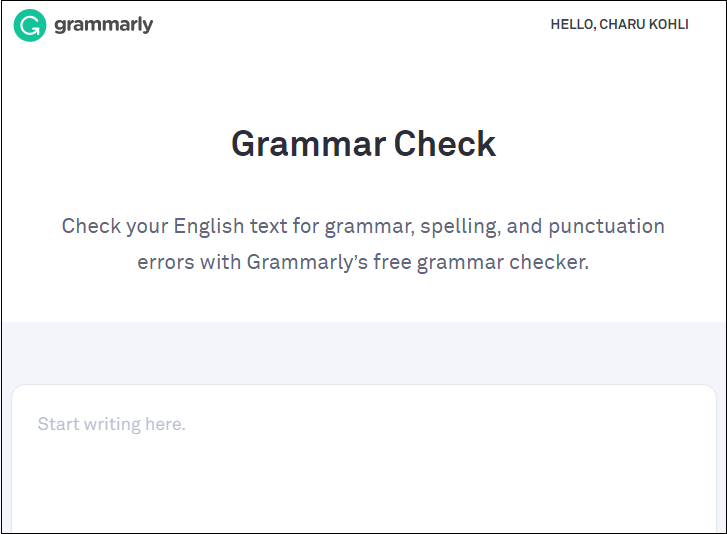 grammarly
HELLO, CHARU KOHLI
Grammar Check
Check your English text for grammar, spelling, and punctuation
errors with Grammarly’s free grammar checker.
Start writing here.